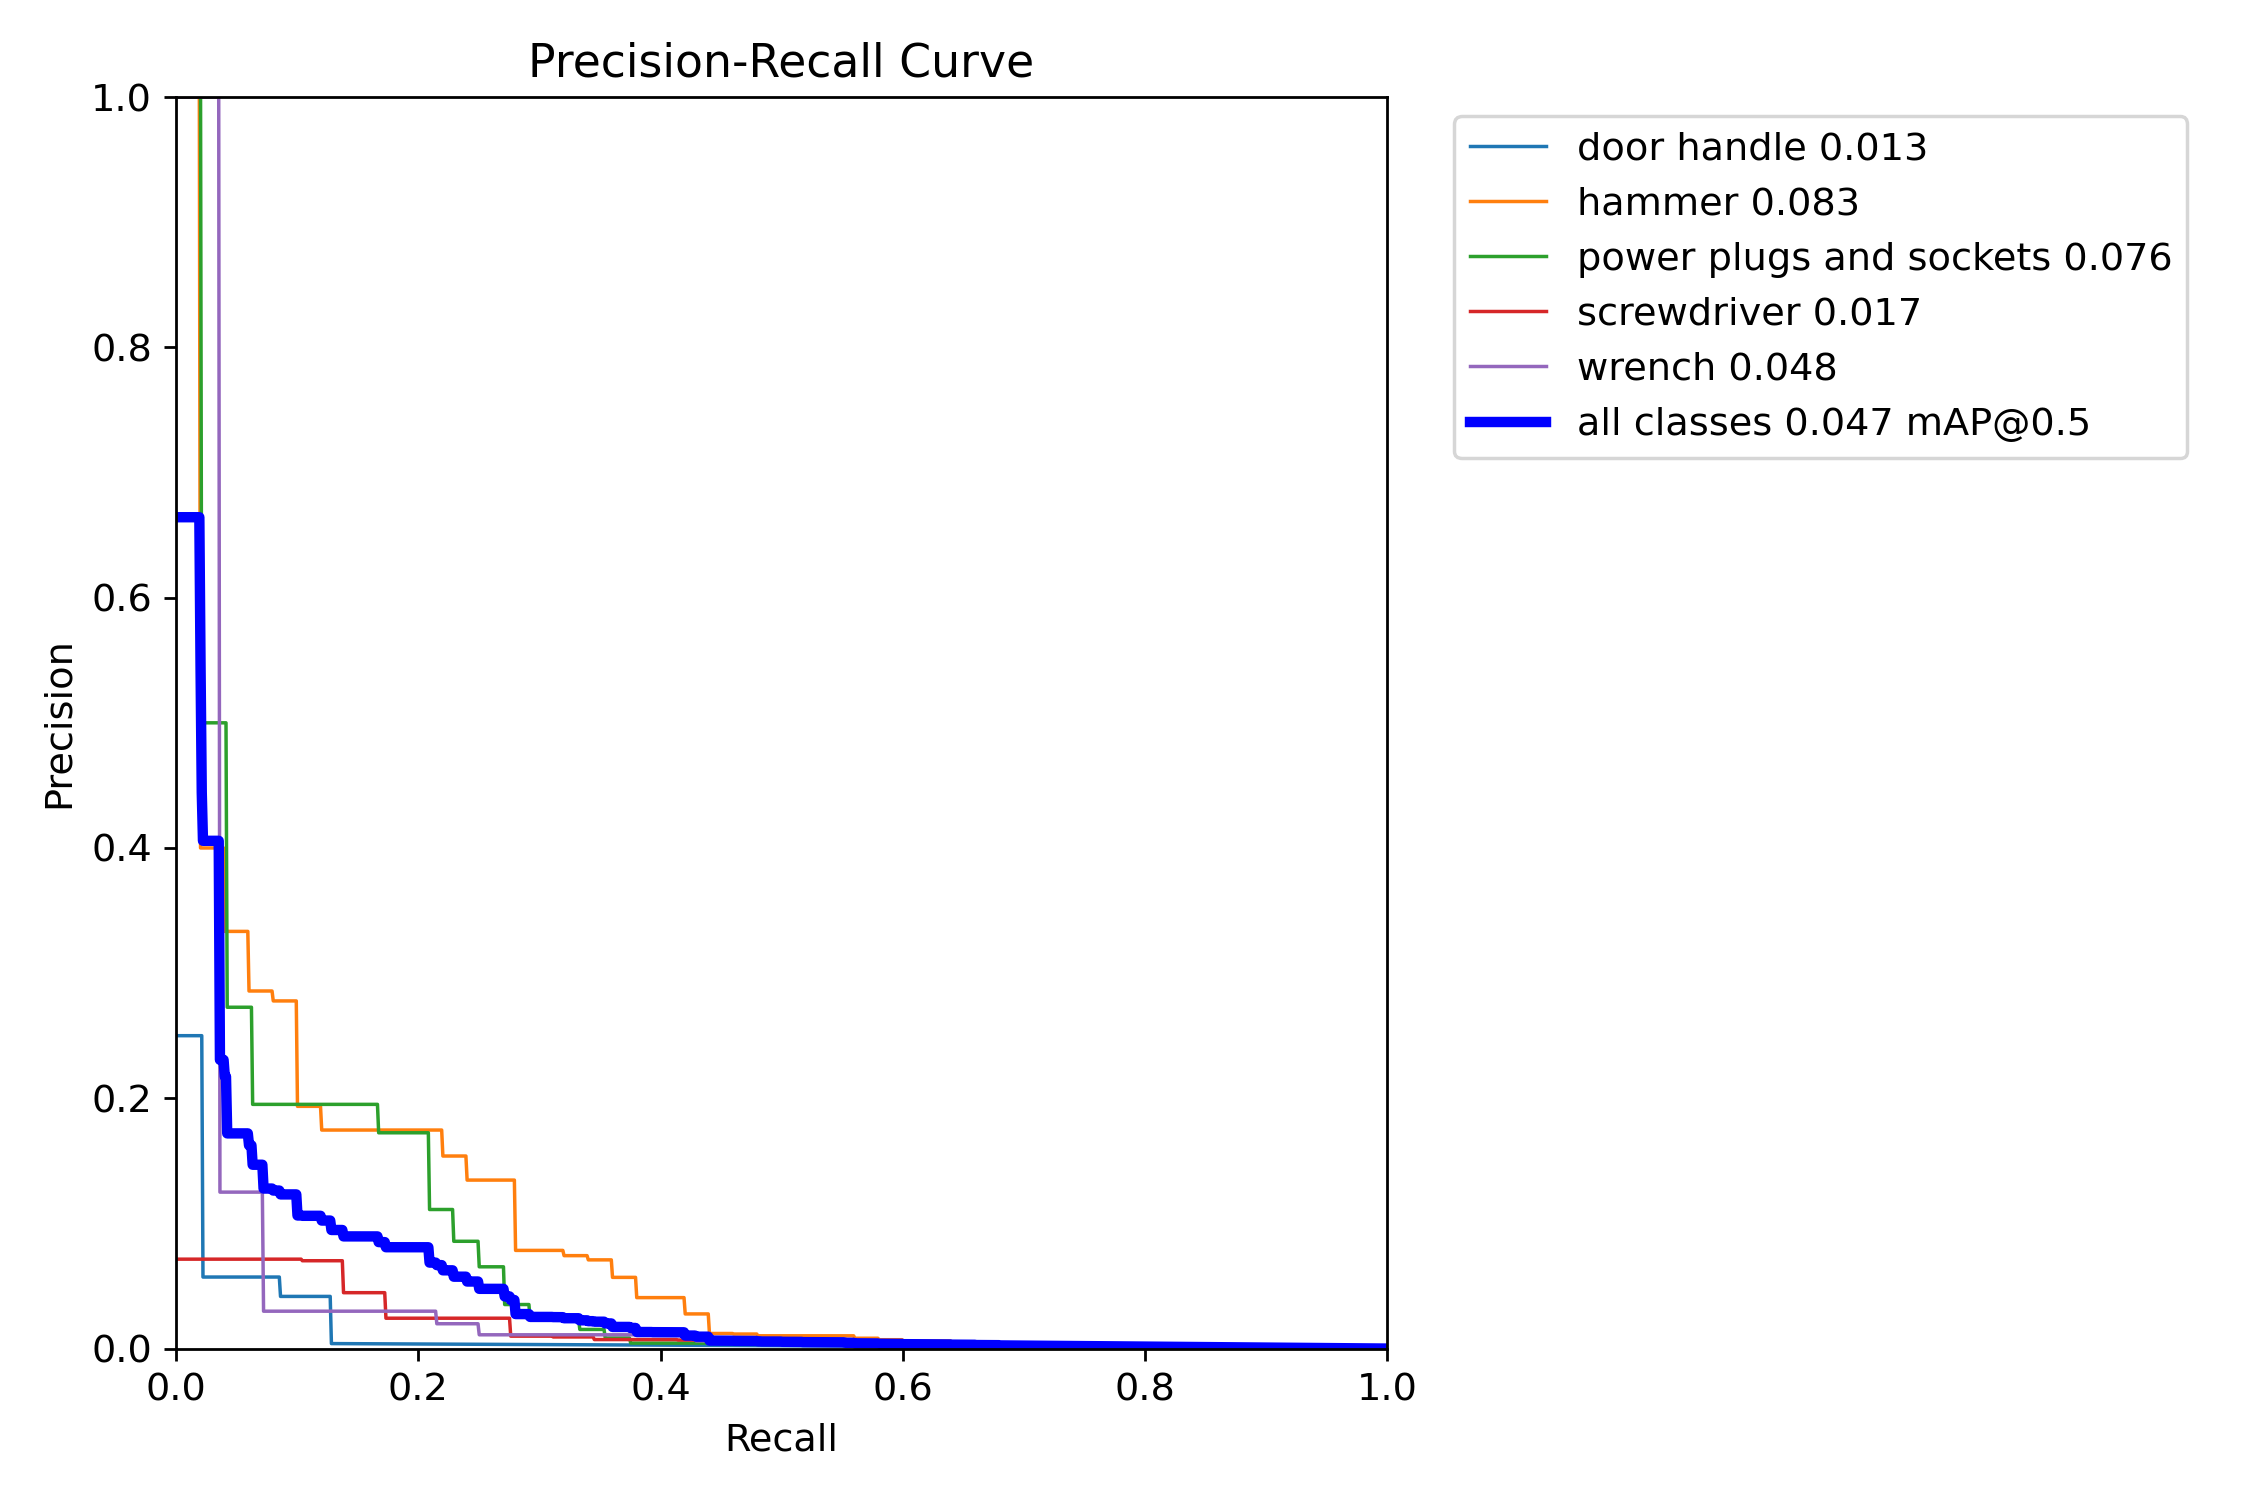 Precision-Recall Curve
1.0
0.8
0.6
0.4
0.2
0.0
Precision
0.0 0.2 0.4 0.6 0.8 1.0
Recall
door handle 0.013
hammer 0.083
power plugs and sockets 0.076
screwdriver 0.017
wrench 0.048
all classes 0.047 mAP@0.5